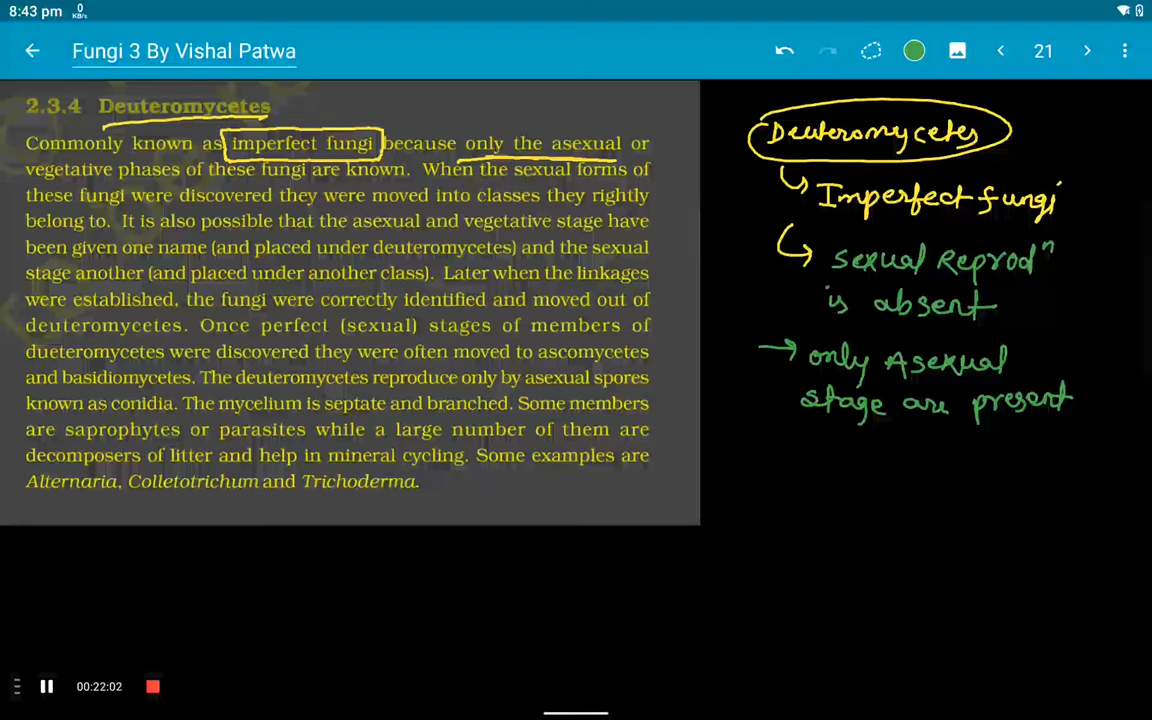 8:43 pm 0 KB/s
Fungi 3 By Vishal Patwa
21
2.3.4 Deuteromycetes
Commonly known as imperfect fungi because only the asexual or
vegetative phases of these fungi are known. When the sexual forms of
these fungi were discovered they were moved into classes they rightly
belong to. It is also possible that the asexual and vegetative stage have
been given one name (and placed under deuteromycetes) and the sexual
stage another (and placed under another class). Later when the linkages
were established, the fungi were correctly identified and moved out of
deuteromycetes. Once perfect (sexual) stages of members of
dueteromycetes were discovered they were often moved to ascomycetes
and basidiomycetes. The deuteromycetes reproduce only by asexual spores
known as conidia. The mycelium is septate and branched. Some members
are saprophytes or parasites while a large number of them are
decomposers of litter and help in mineral cycling. Some examples are
Alternaria, Colletotrichum and Trichoderma.
Deuteromycetes
Imperfect fungi
sexual Reprodⁿ
is absent
→ only Asexual
stage are present
00:22:02